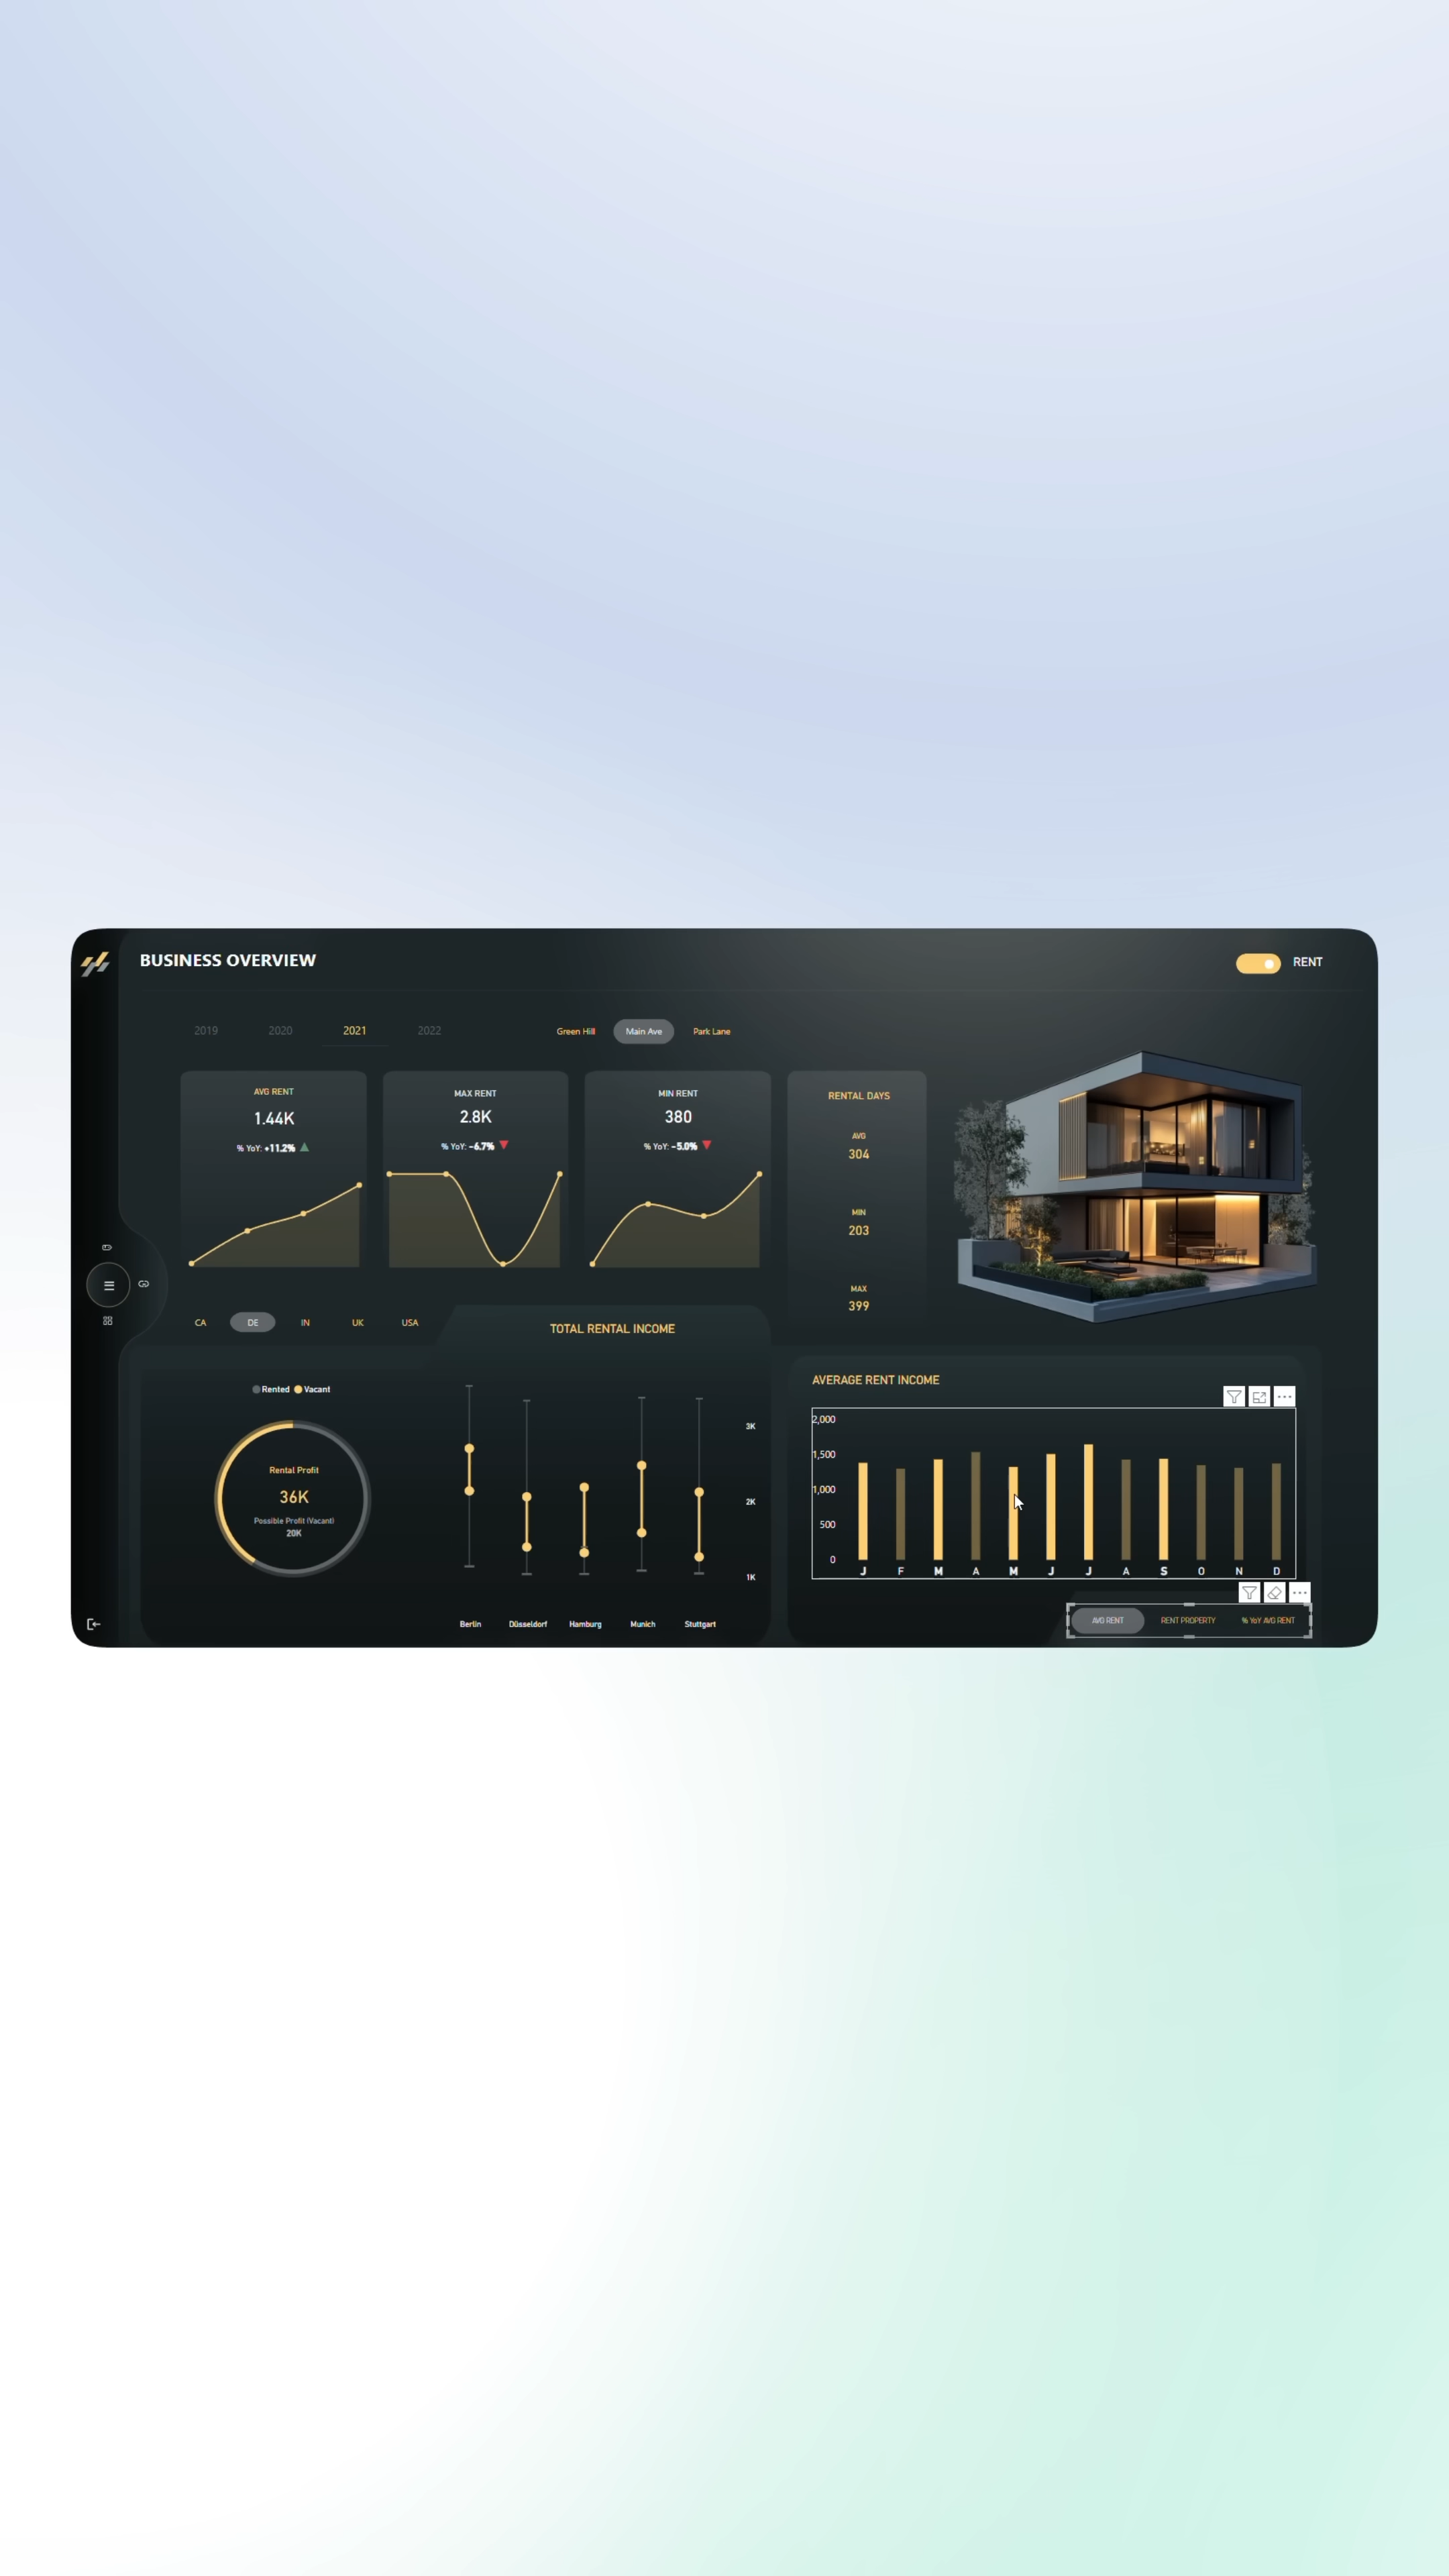 BUSINESS OVERVIEW
RENT
2019 2020 2021 2022
Green Hill Main Ave Park Lane
AVG RENT
1.44K
% YoY: +11.2%
MAX RENT
2.8K
% YoY: -6.7%
MIN RENT
380
% YoY: -5.0%
RENTAL DAYS
AVG
304
MIN
203
MAX
399
CA DE IN UK USA
TOTAL RENTAL INCOME
Rented Vacant
Rental Profit
36K
Possible Profit (Vacant)
20K
3K
2K
1K
Berlin Düsseldorf Hamburg Munich Stuttgart
AVERAGE RENT INCOME
2,000
1,500
1,000
500
0
J F M A M J J A S O N D
AVG RENT RENT PROPERTY % YoY AVG RENT